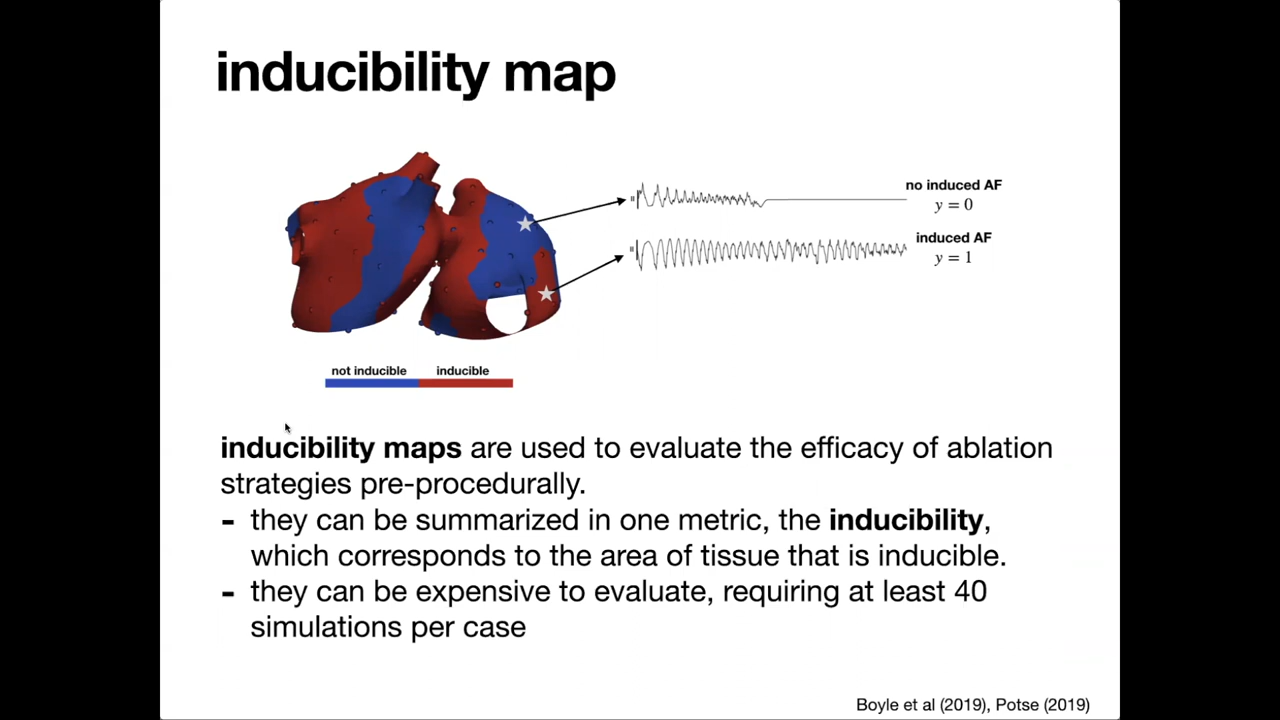 inducibility map
no induced AF
y = 0
induced AF
y = 1
not inducible inducible
inducibility maps are used to evaluate the efficacy of ablation
strategies pre-procedurally.
- they can be summarized in one metric, the inducibility,
which corresponds to the area of tissue that is inducible.
- they can be expensive to evaluate, requiring at least 40
simulations per case
Boyle et al (2019), Potse (2019)